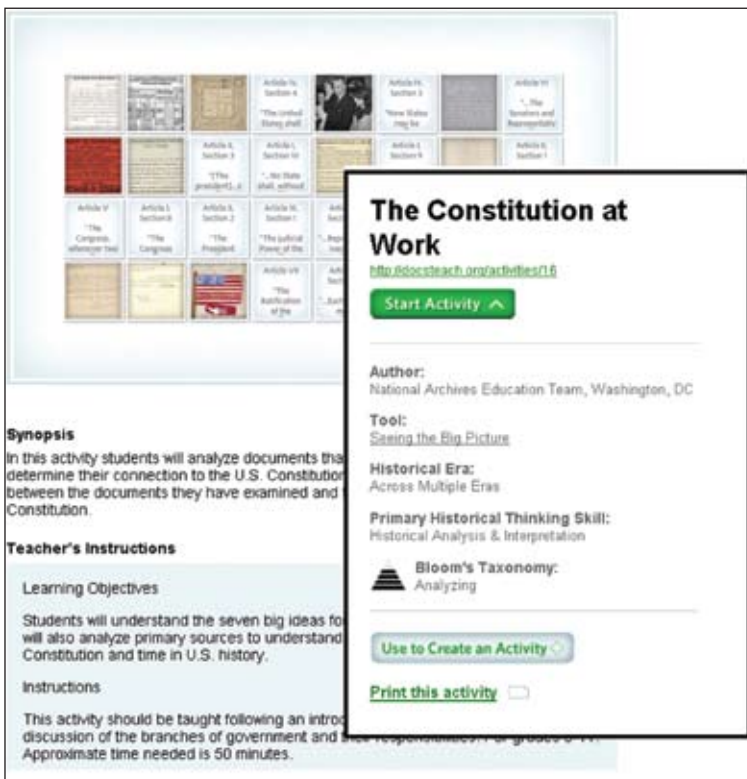 Article IV, Section 4 "The United States shall
Article IV, Section 3 "New States may be
Article VI "...The Senators and Representativ
Article II, Section 3 "[The president]...s
Article I, Section 10 "...No State shall, without
Article I, Section 9
Article II, Section 1
Article V "The Congress, whenever two
Article I, Section 8 "The Congress
Article II, Section 2 "The President
Article III, Section 1 "The judicial Power of the
Article VII "The Ratification of the
The Constitution at
Work
http://docsteach.org/activities/16
Start Activity
Author:
National Archives Education Team, Washington, DC
Tool:
Seeing the Big Picture
Historical Era:
Across Multiple Eras
Primary Historical Thinking Skill:
Historical Analysis & Interpretation
Bloom's Taxonomy:
Analyzing
Use to Create an Activity
Print this activity
Synopsis
In this activity students will analyze documents tha
determine their connection to the U.S. Constitution
between the documents they have examined and
Constitution.
Teacher's Instructions
Learning Objectives
Students will understand the seven big ideas fo
will also analyze primary sources to understand
Constitution and time in U.S. history.
Instructions
This activity should be taught following an introd
discussion of the branches of government and
Approximate time needed is 50 minutes.